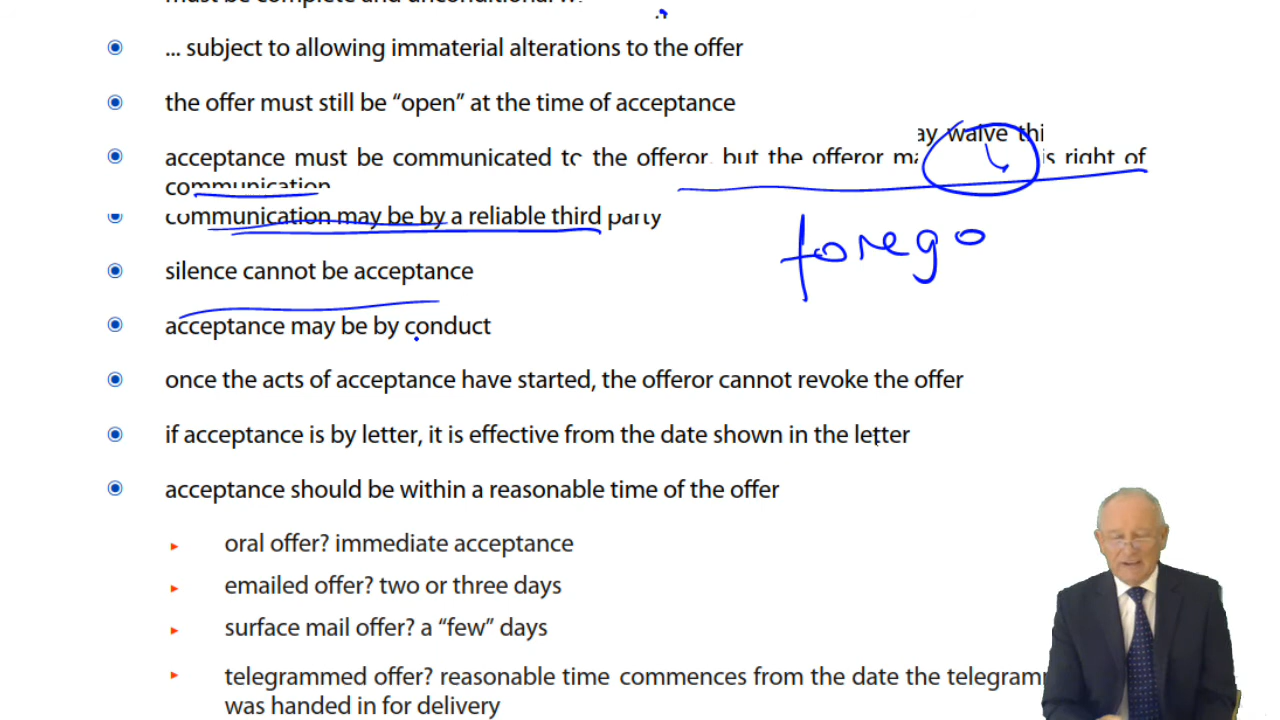 ... subject to allowing immaterial alterations to the offer
the offer must still be “open” at the time of acceptance
acceptance must be communicated to the offeror, but the offeror may waive this right of
communication
communication may be by a reliable third party
forego
silence cannot be acceptance
acceptance may be by conduct
once the acts of acceptance have started, the offeror cannot revoke the offer
if acceptance is by letter, it is effective from the date shown in the letter
acceptance should be within a reasonable time of the offer
oral offer? immediate acceptance
emailed offer? two or three days
surface mail offer? a “few” days
telegrammed offer? reasonable time commences from the date the telegram
was handed in for delivery